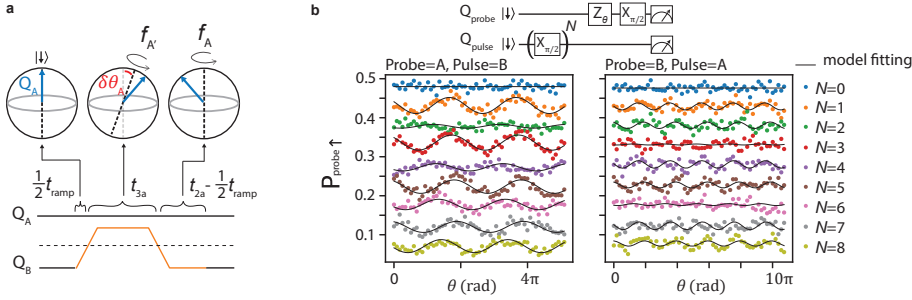 a
|⇓⟩
f_A'
f_A
Q_A
δθ_A
1/2 t_ramp
t_3a
t_2a - 1/2 t_ramp
Q_A
Q_B
b
Q_probe |⇓⟩ Z_θ X_π/2
Q_pulse |⇓⟩ (X_π/2)^N
Probe=A, Pulse=B
Probe=B, Pulse=A
model fitting
P_probe↑
0.5
0.4
0.3
0.2
0.1
0 2π 4π
θ (rad)
0 10π
θ (rad)
N=0
N=1
N=2
N=3
N=4
N=5
N=6
N=7
N=8